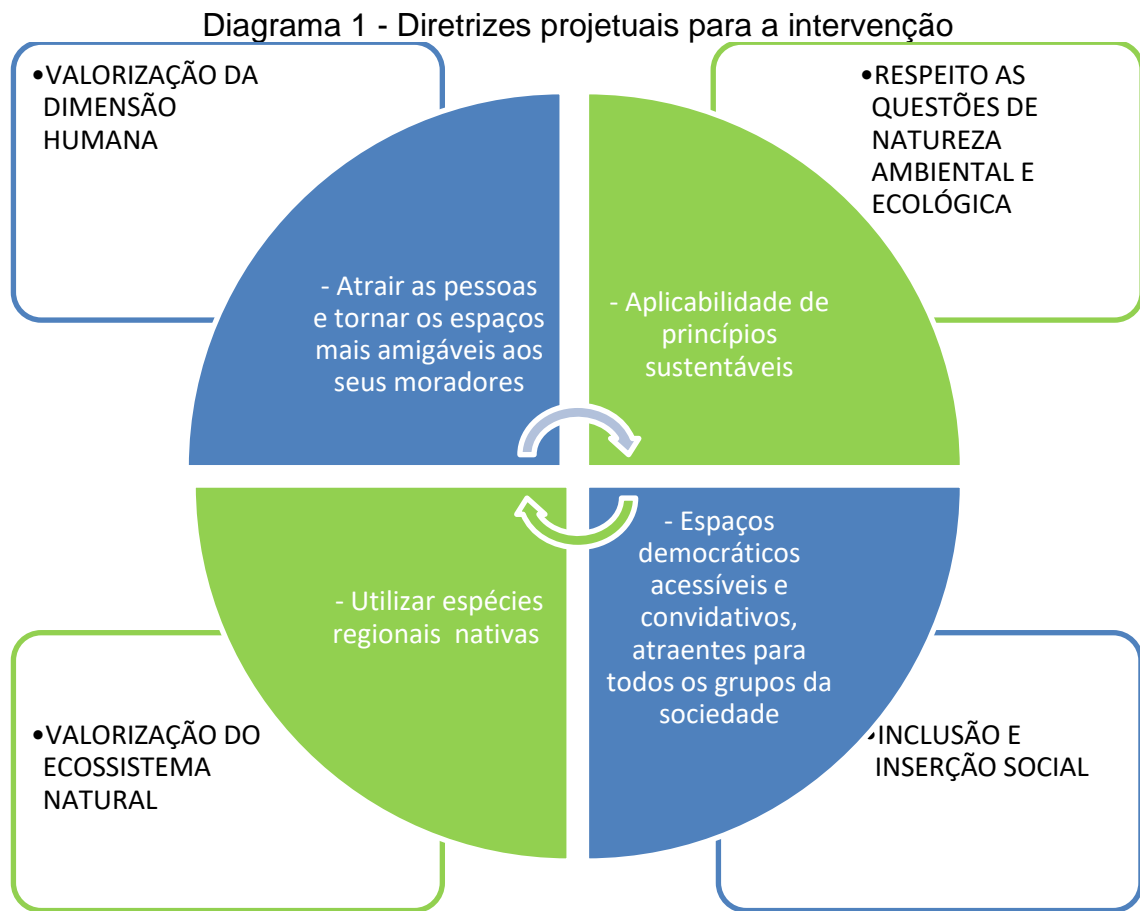 Diagrama 1 - Diretrizes projetuais para a intervenção
•VALORIZAÇÃO DA
DIMENSÃO
HUMANA
•RESPEITO AS
QUESTÕES DE
NATUREZA
AMBIENTAL E
ECOLÓGICA
- Atrair as pessoas
e tornar os espaços
mais amigáveis aos
seus moradores
- Aplicabilidade de
princípios
sustentáveis
- Utilizar espécies
regionais nativas
- Espaços
democráticos
acessíveis e
convidativos,
atraentes para
todos os grupos da
sociedade
•VALORIZAÇÃO DO
ECOSSISTEMA
NATURAL
•INCLUSÃO E
INSERÇÃO SOCIAL